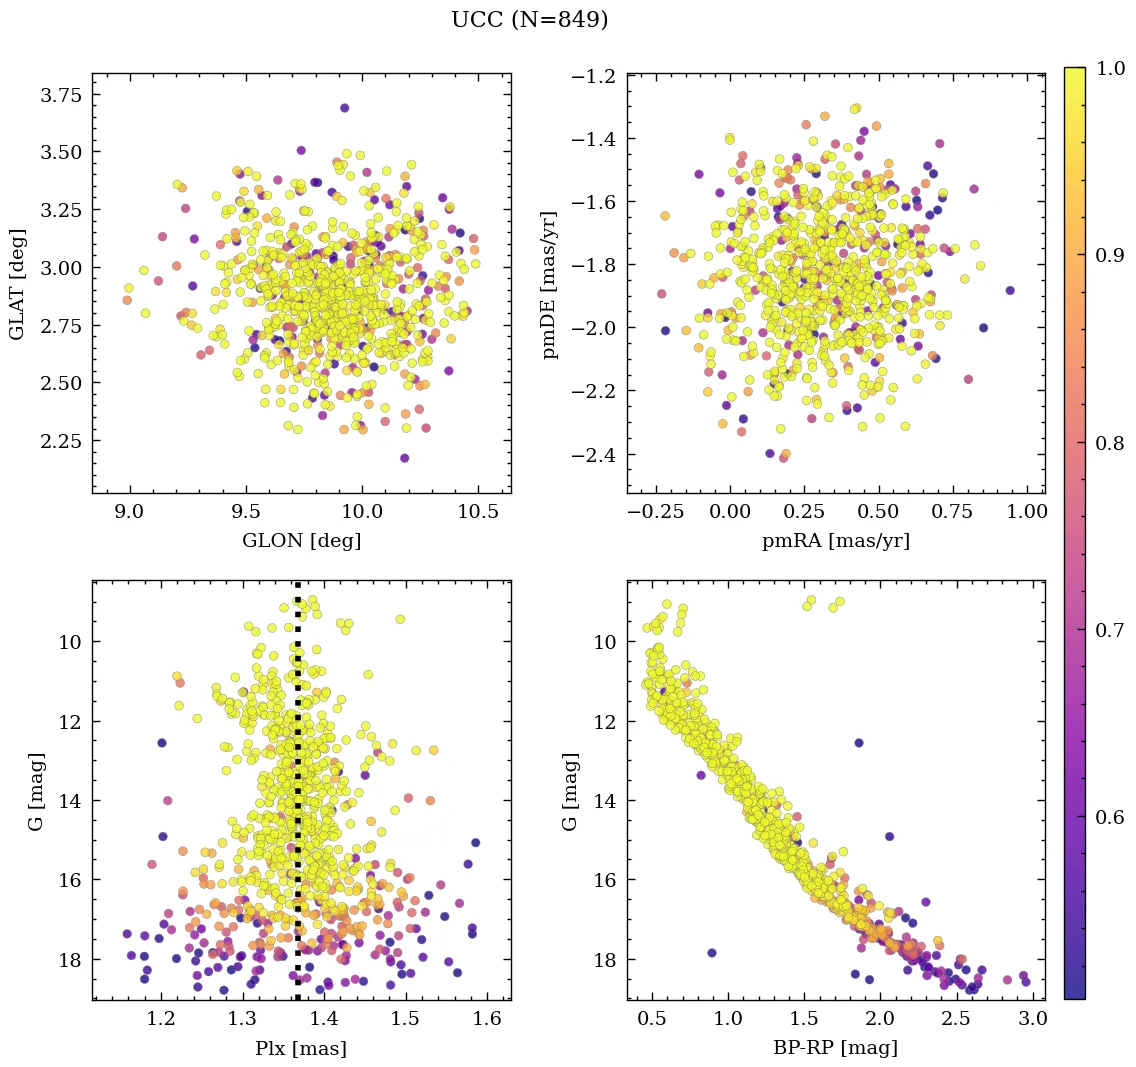 UCC (N=849)
3.75
3.50
3.25
3.00
2.75
2.50
2.25
GLAT [deg]
9.0 9.5 10.0 10.5
GLON [deg]
−1.2
−1.4
−1.6
−1.8
−2.0
−2.2
−2.4
pmDE [mas/yr]
−0.25 0.00 0.25 0.50 0.75 1.00
pmRA [mas/yr]
1.0
0.9
0.8
0.7
0.6
10
12
14
16
18
G [mag]
1.2 1.3 1.4 1.5 1.6
Plx [mas]
10
12
14
16
18
G [mag]
0.5 1.0 1.5 2.0 2.5 3.0
BP-RP [mag]